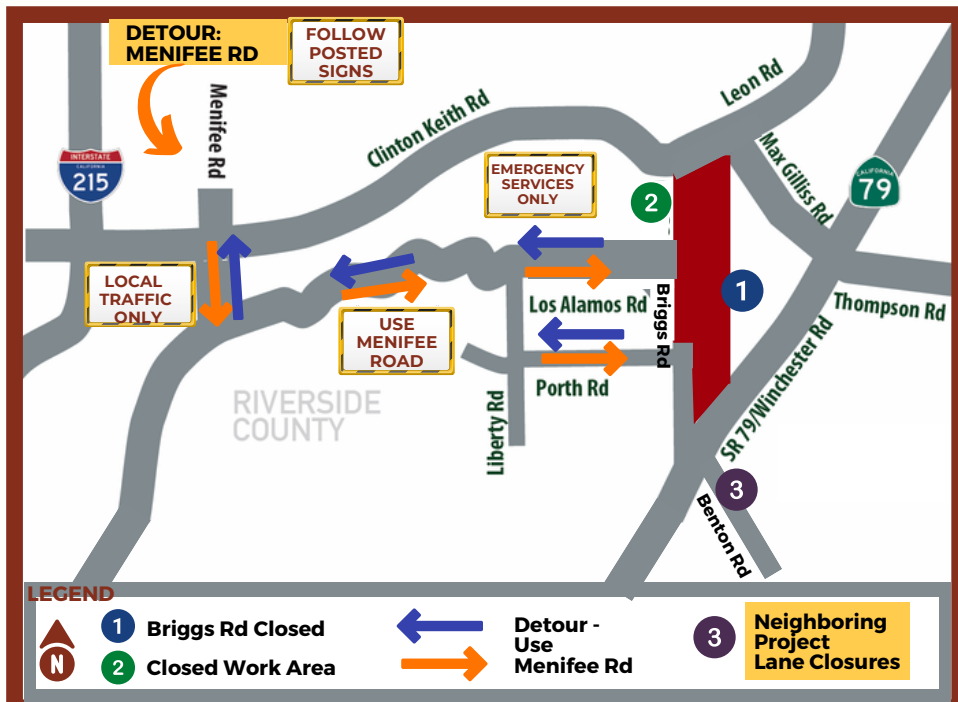 DETOUR:
MENIFEE RD
FOLLOW
POSTED
SIGNS
Menifee Rd
Clinton Keith Rd
Leon Rd
Max Gilliss Rd
INTERSTATE
CALIFORNIA
215
CALIFORNIA
79
EMERGENCY
SERVICES
ONLY
2
1
LOCAL
TRAFFIC
ONLY
Los Alamos Rd
Briggs Rd
Thompson Rd
USE
MENIFEE
ROAD
Porth Rd
RIVERSIDE
COUNTY
Liberty Rd
SR 79/Winchester Rd
3
Benton Rd
LEGEND
N
1 Briggs Rd Closed
2 Closed Work Area
Detour -
Use
Menifee Rd
3
Neighboring
Project
Lane Closures